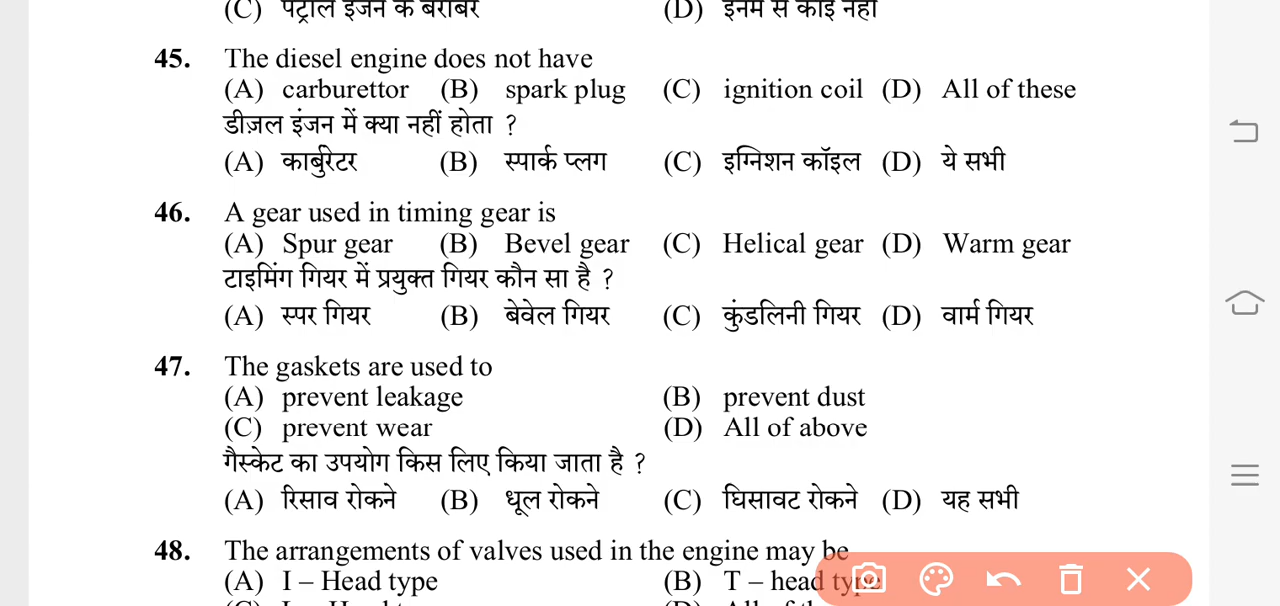 (C) पेट्रोल इंजन के बराबर (D) इनमें से कोई नहीं
45. The diesel engine does not have
(A) carburettor (B) spark plug (C) ignition coil (D) All of these
डीज़ल इंजन में क्या नहीं होता ?
(A) कार्बुरेटर (B) स्पार्क प्लग (C) इग्निशन कॉइल (D) ये सभी
46. A gear used in timing gear is
(A) Spur gear (B) Bevel gear (C) Helical gear (D) Warm gear
टाइमिंग गियर में प्रयुक्त गियर कौन सा है ?
(A) स्पर गियर (B) बेवेल गियर (C) कुंडलिनी गियर (D) वार्म गियर
47. The gaskets are used to
(A) prevent leakage (B) prevent dust
(C) prevent wear (D) All of above
गैस्केट का उपयोग किस लिए किया जाता है ?
(A) रिसाव रोकने (B) धूल रोकने (C) घिसावट रोकने (D) यह सभी
48. The arrangements of valves used in the engine may be
(A) I – Head type (B) T – head type